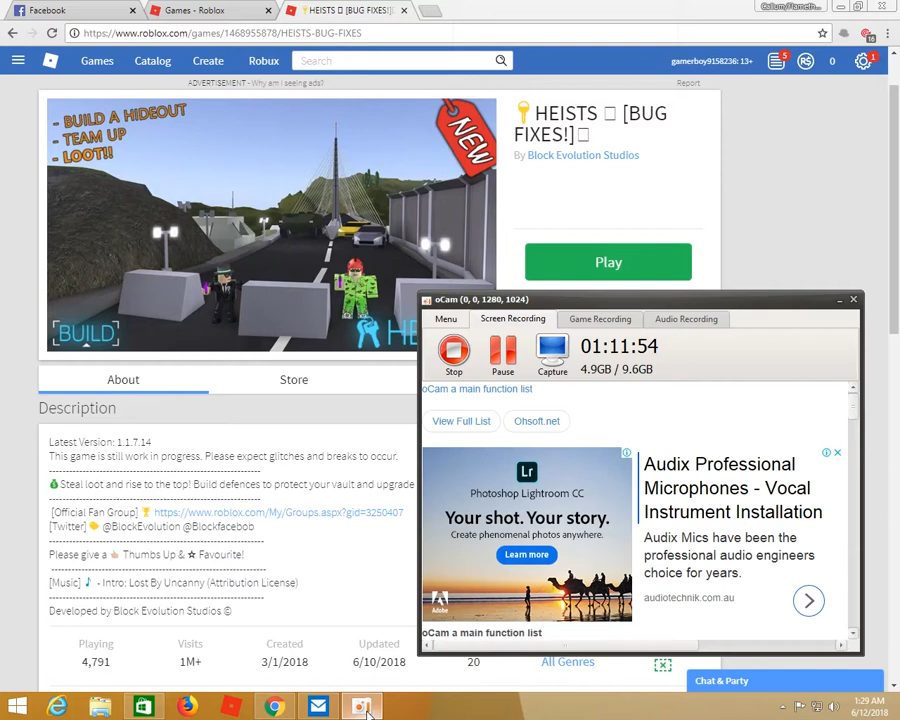 Facebook
Games - Roblox
HEISTS [BUG FIXES!]
https://www.roblox.com/games/1468955878/HEISTS-BUG-FIXES
16
Games
Catalog
Create
Robux
Search
gamerboy9158236: 13+
5
R$
0
1
ADVERTISEMENT - Why am I seeing ads?
Report
- BUILD A HIDEOUT
- TEAM UP
- LOOT!!
NEW
BUILD
HE
HEISTS [BUG
FIXES!]
By Block Evolution Studios
Play
oCam (0, 0, 1280, 1024)
Menu
Screen Recording
Game Recording
Audio Recording
Stop
Pause
Capture
01:11:54
4.9GB / 9.6GB
oCam a main function list
View Full List
Ohsoft.net
Lr
Photoshop Lightroom CC
Your shot. Your story.
Create phenomenal photos anywhere.
Learn more
Adobe
Audix Professional
Microphones - Vocal
Instrument Installation
Audix Mics have been the
professional audio engineers
choice for years.
audiotechnik.com.au
oCam a main function list
About
Store
Description
Latest Version: 1.1.7.14
This game is still work in progress. Please expect glitches and breaks to occur.
--------------------------------------------------
Steal loot and rise to the top! Build defences to protect your vault and upgrade
--------------------------------------------------
[Official Fan Group] 🏆 https://www.roblox.com/My/Groups.aspx?gid=3250407
[Twitter] @BlockEvolution @Blockfacebob
--------------------------------------------------
Please give a 👍 Thumbs Up & ☆ Favourite!
--------------------------------------------------
[Music] ♪ - Intro: Lost By Uncanny (Attribution License)
--------------------------------------------------
Developed by Block Evolution Studios ©
Playing
Visits
Created
Updated
4,791
1M+
3/1/2018
6/10/2018
20
All Genres
Chat & Party
1:29 AM
6/12/2018